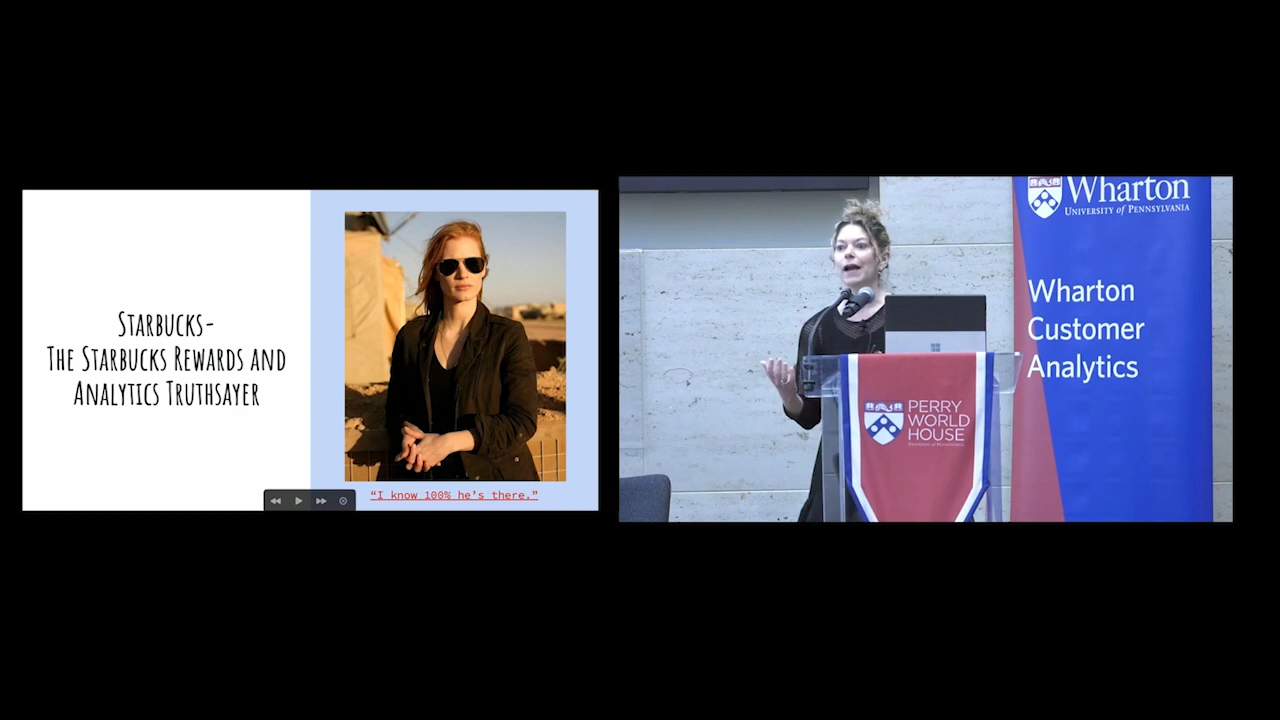 STARBUCKS-
THE STARBUCKS REWARDS AND
ANALYTICS TRUTHSAYER
“I know 100% he’s there.”
Wharton
UNIVERSITY of PENNSYLVANIA
Wharton
Customer
Analytics
PERRY
WORLD
HOUSE